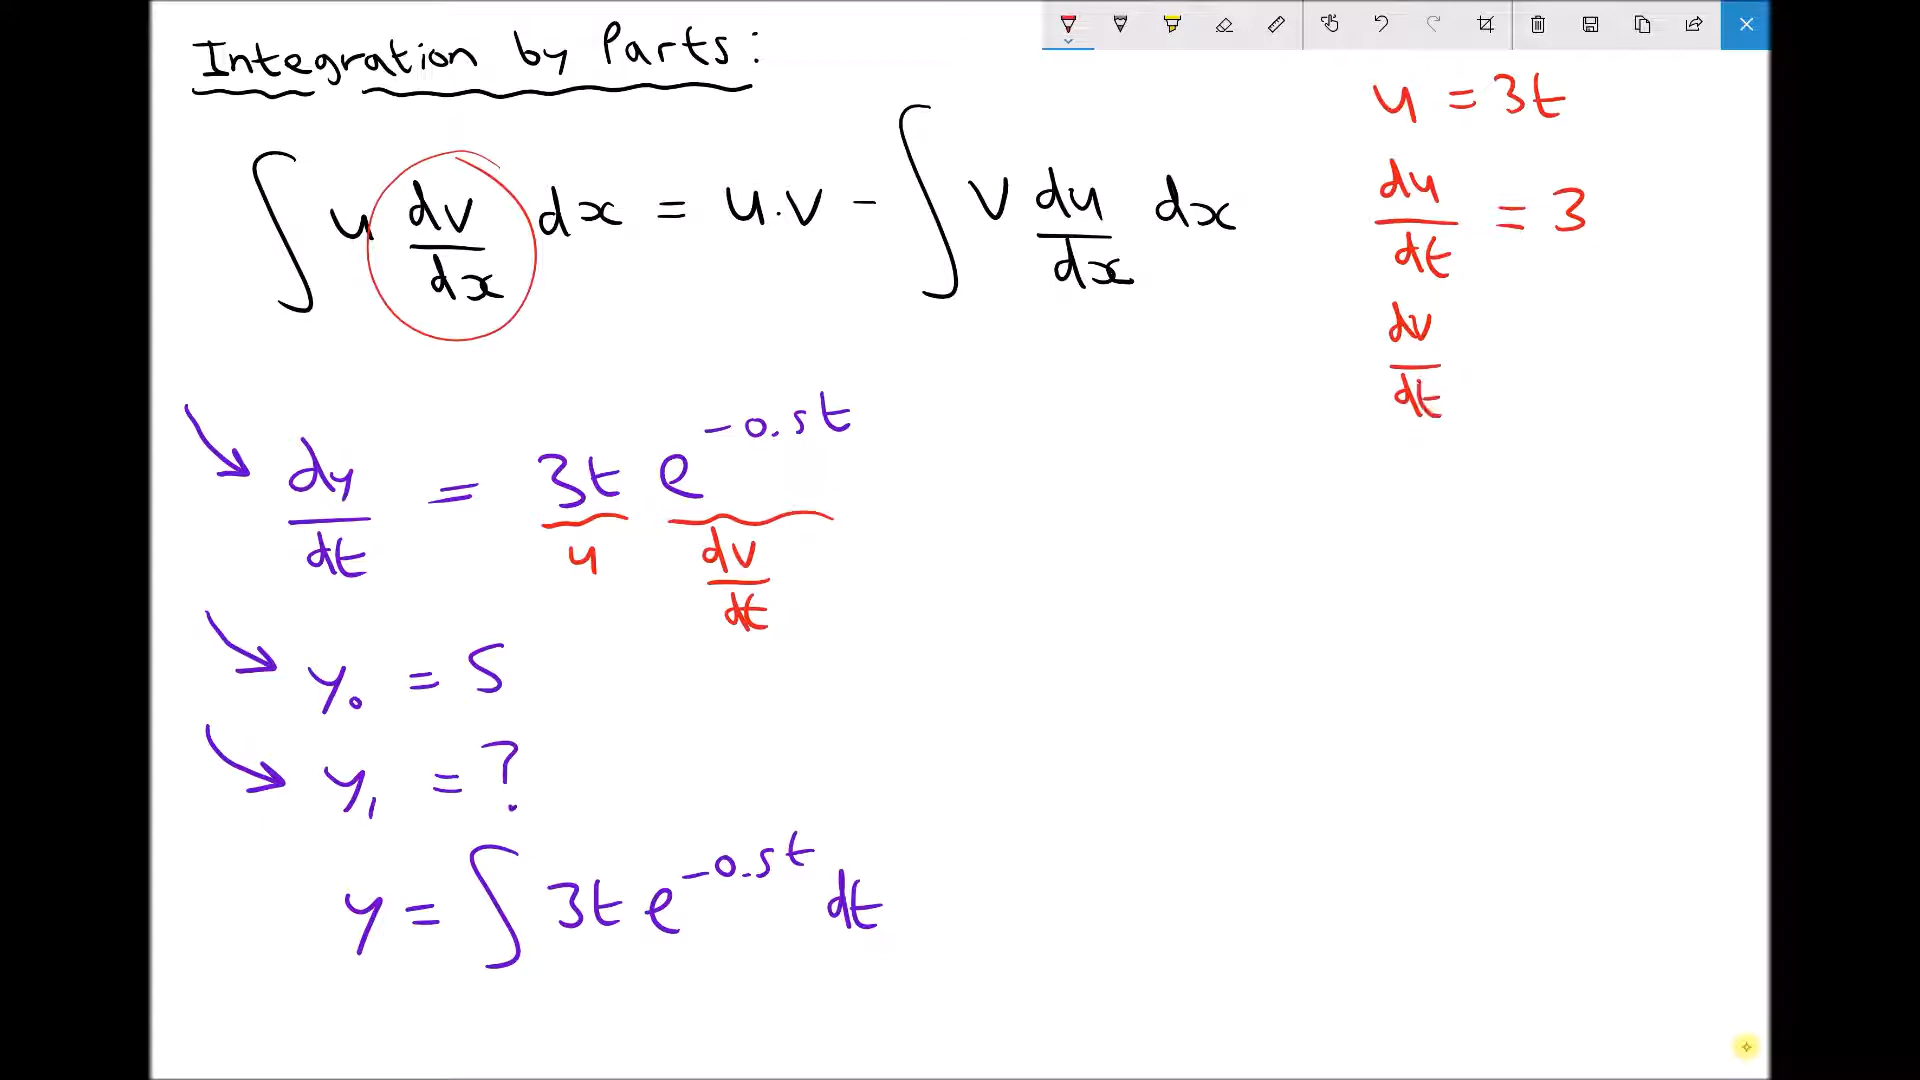 Integration by Parts:
∫ u dv/dx dx = u.v - ∫ v du/dx dx
u = 3t
du/dt = 3
dv/dt
dy/dt = 3t e^-0.5t
u dv/dt
y₀ = 5
y₁ = ?
y = ∫ 3t e^-0.5t dt